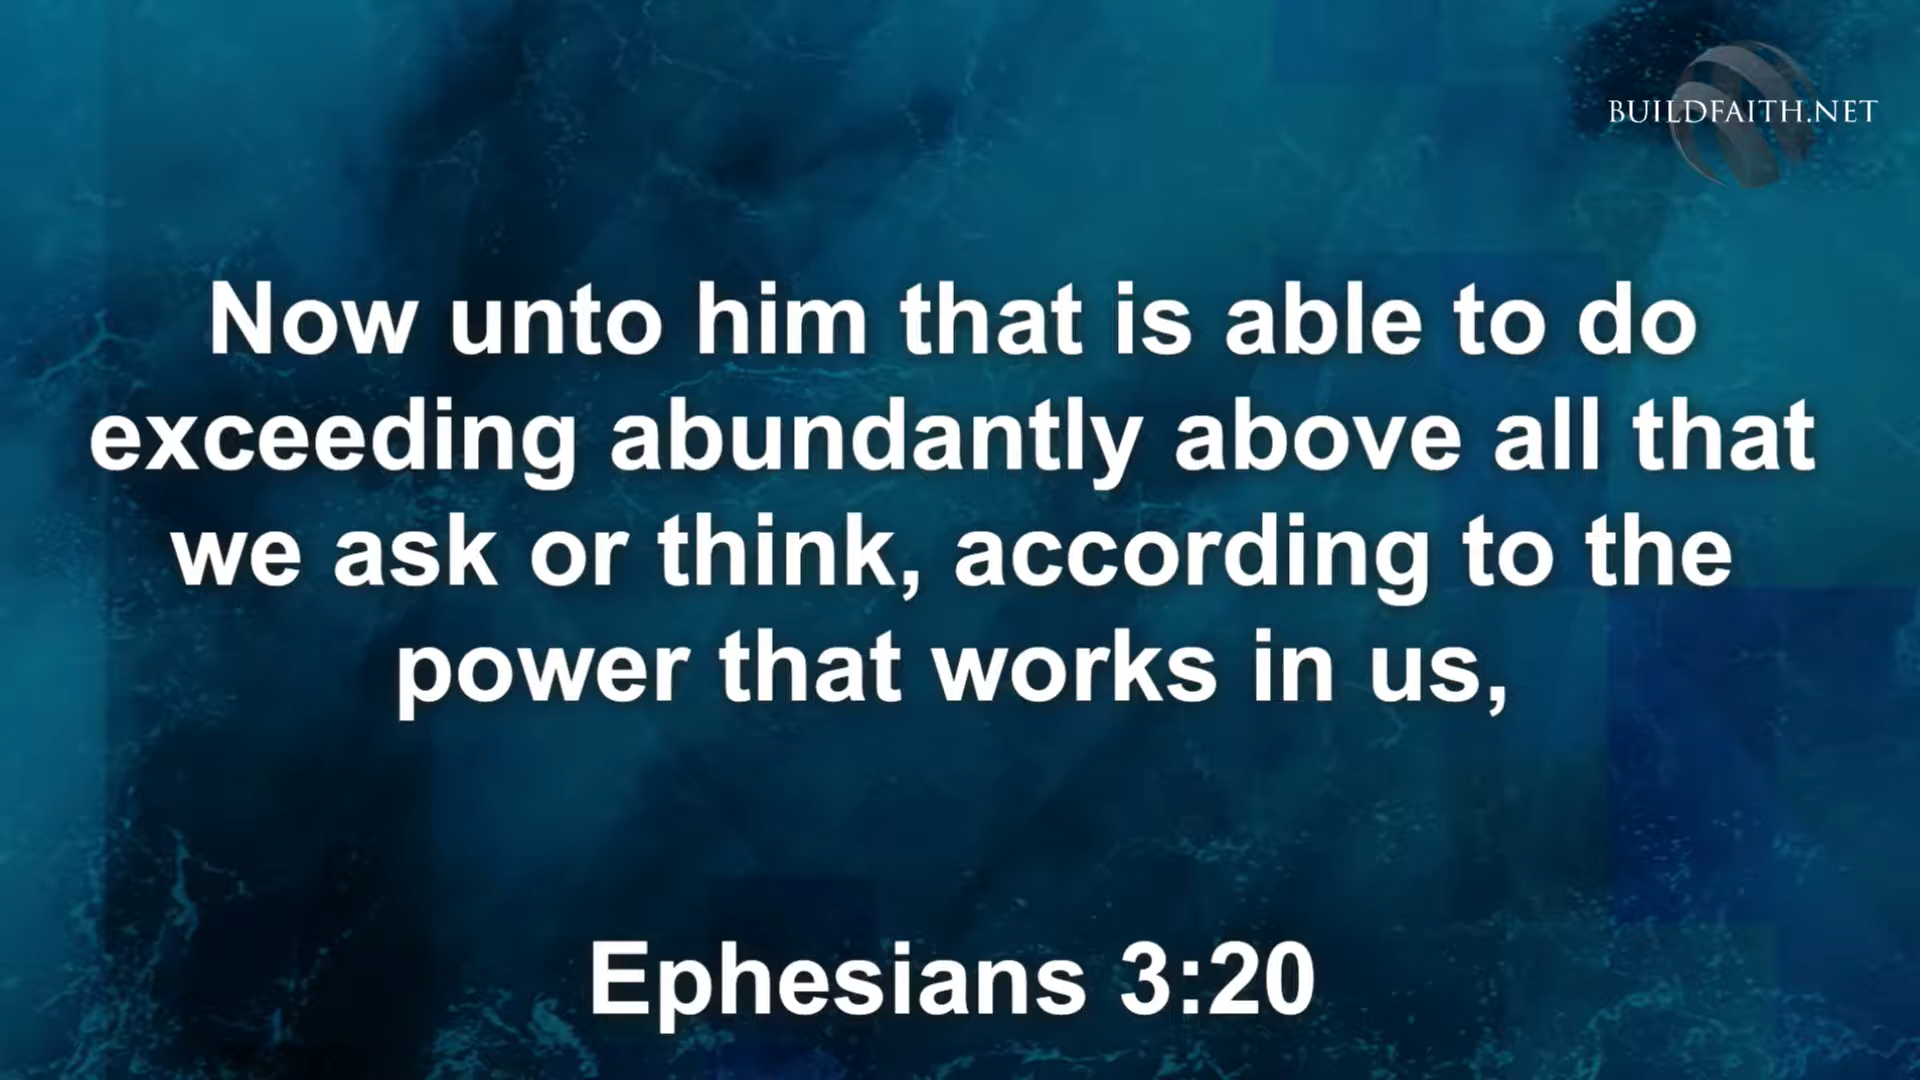 BUILDFAITH.NET
Now unto him that is able to do
exceeding abundantly above all that
we ask or think, according to the
power that works in us,
Ephesians 3:20